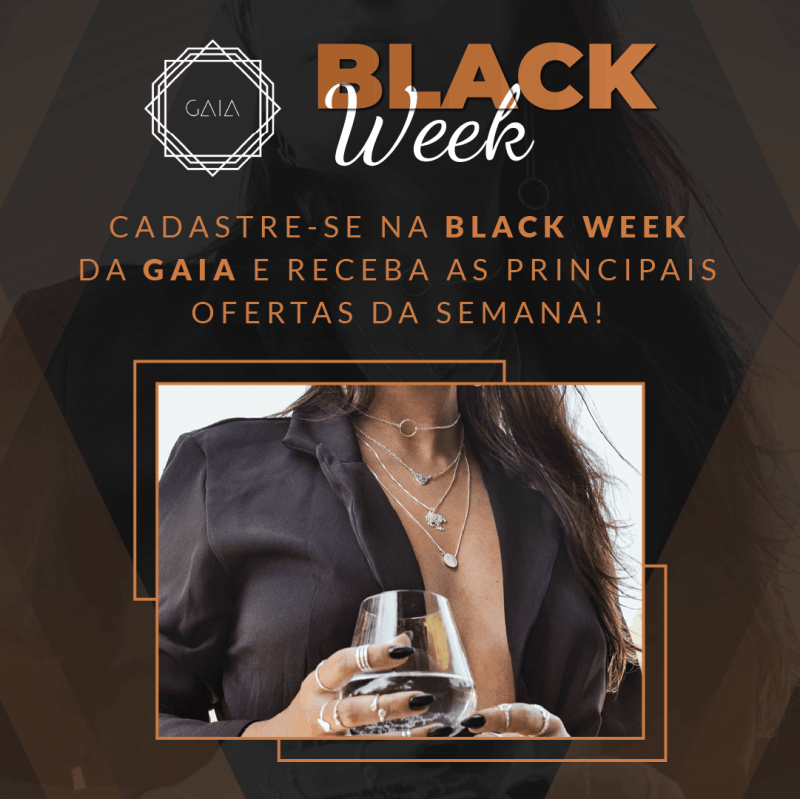 GAIA
BLACK
Week
CADASTRE-SE NA BLACK WEEK
DA GAIA E RECEBA AS PRINCIPAIS
OFERTAS DA SEMANA!